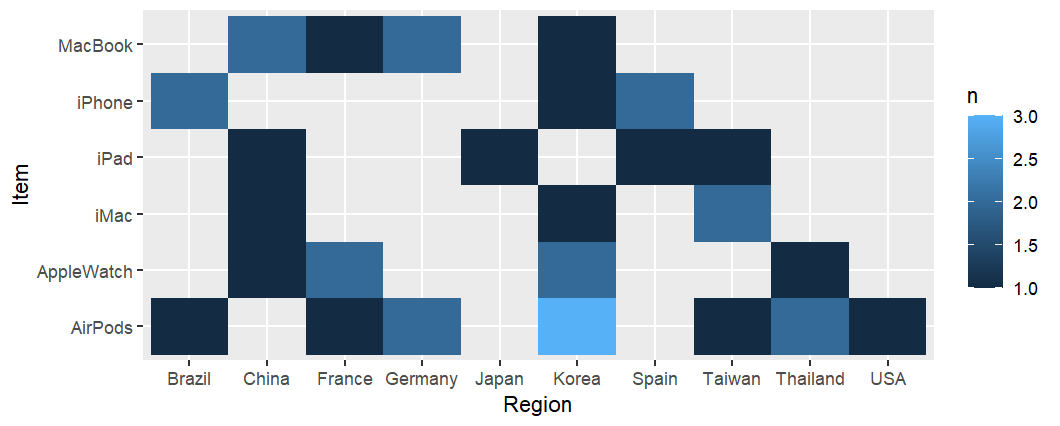 MacBook
iPhone
iPad
iMac
AppleWatch
AirPods
Item
Brazil China France Germany Japan Korea Spain Taiwan Thailand USA
Region
n
3.0
2.5
2.0
1.5
1.0